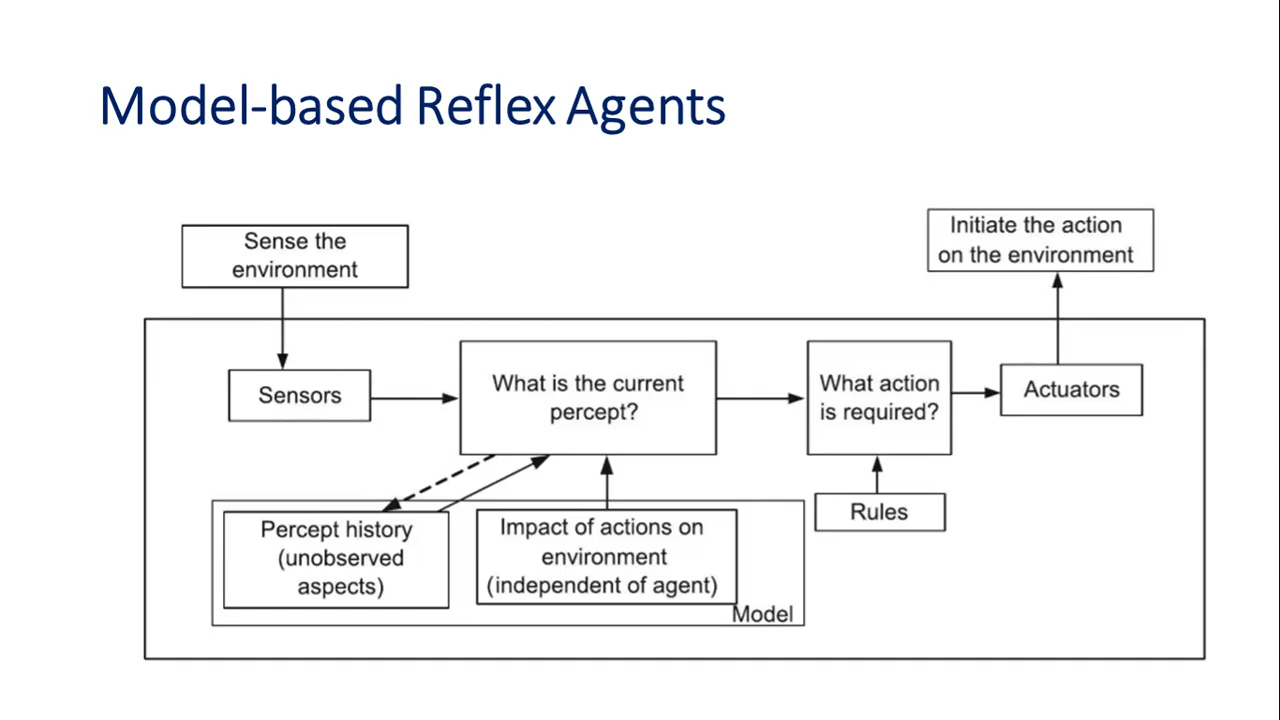 Model-based Reflex Agents
Sense the
environment
Initiate the action
on the environment
Sensors
What is the current
percept?
What action
is required?
Actuators
Percept history
(unobserved
aspects)
Impact of actions on
environment
(independent of agent)
Rules
Model